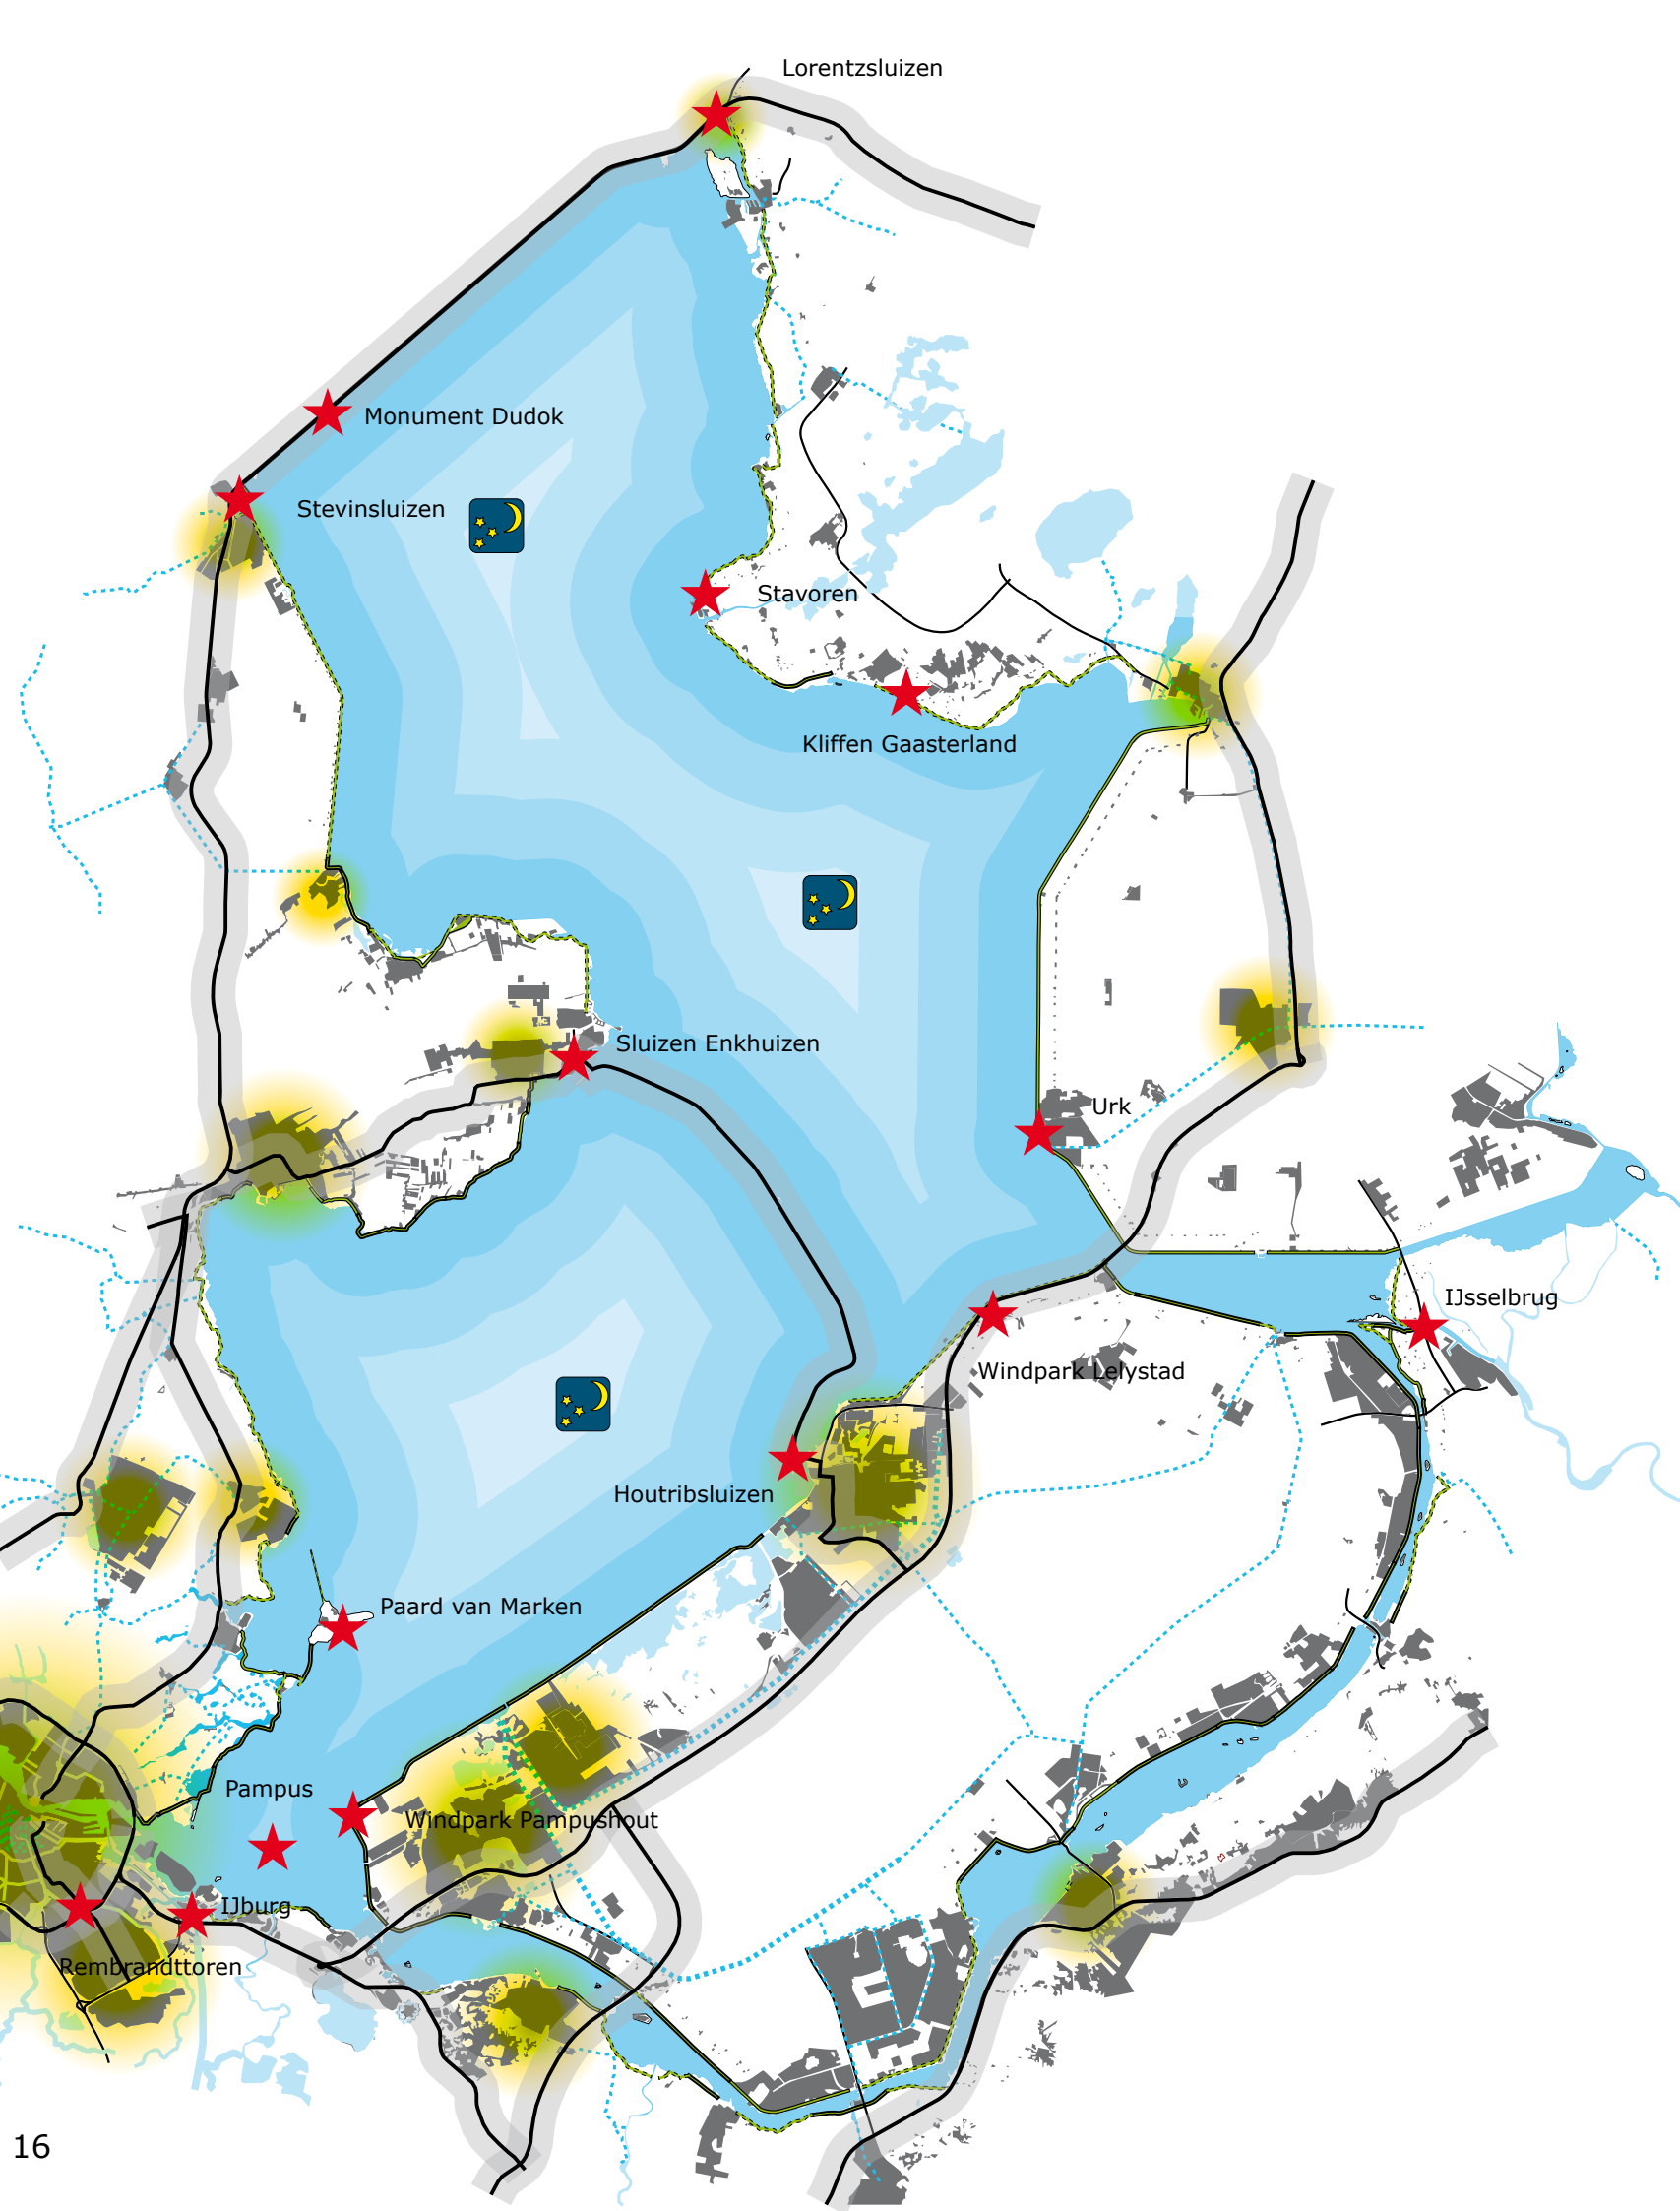 Lorentzsluizen
Monument Dudok
Stevinsluizen
Stavoren
Kliffen Gaasterland
Sluizen Enkhuizen
Urk
IJsselbrug
Windpark Lelystad
Houtribsluizen
Paard van Marken
Pampus
Windpark Pampushout
IJburg
Rembrandttoren
16